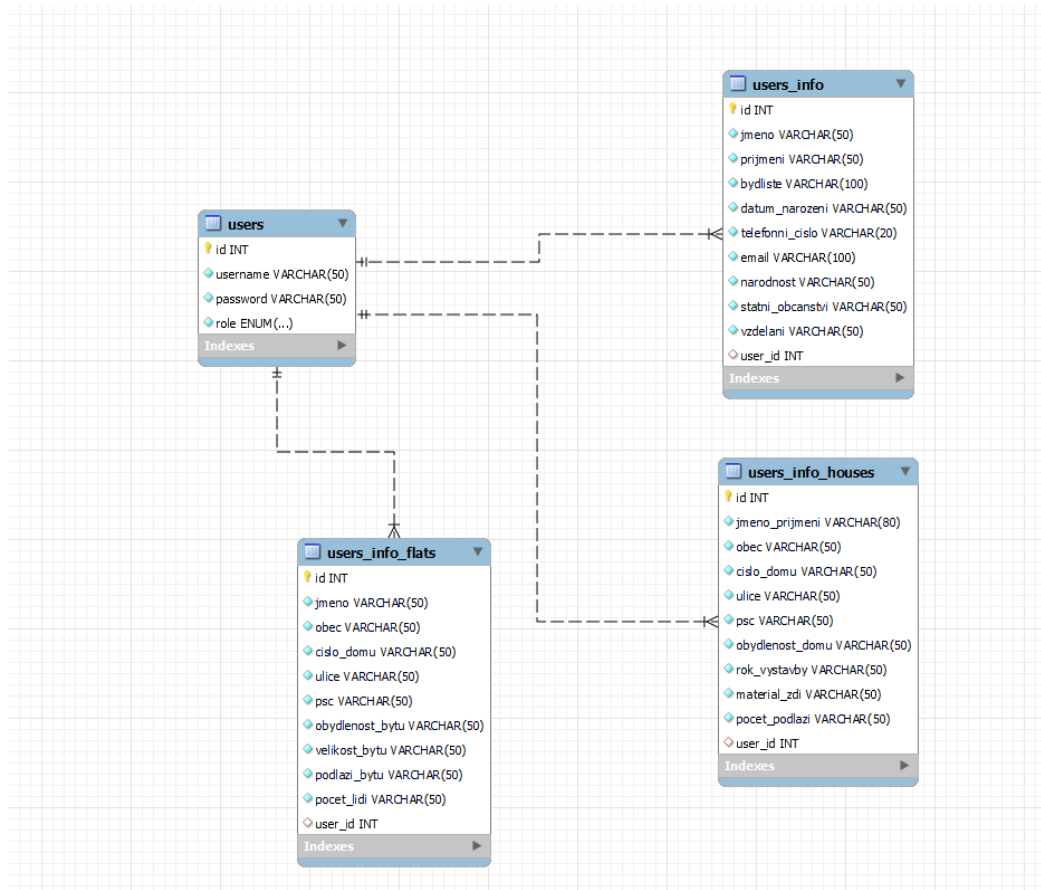 users
id INT
username VARCHAR(50)
password VARCHAR(50)
role ENUM(...)
Indexes
users_info
id INT
jmeno VARCHAR(50)
prijmeni VARCHAR(50)
bydliste VARCHAR(100)
datum_narozeni VARCHAR(50)
telefonni_cislo VARCHAR(20)
email VARCHAR(100)
narodnost VARCHAR(50)
statni_obcanstvi VARCHAR(50)
vzdelani VARCHAR(50)
user_id INT
Indexes
users_info_flats
id INT
jmeno VARCHAR(50)
obec VARCHAR(50)
cislo_domu VARCHAR(50)
ulice VARCHAR(50)
psc VARCHAR(50)
obydlenost_bytu VARCHAR(50)
velikost_bytu VARCHAR(50)
podlazi_bytu VARCHAR(50)
pocet_lidi VARCHAR(50)
user_id INT
Indexes
users_info_houses
id INT
jmeno_prijmeni VARCHAR(80)
obec VARCHAR(50)
cislo_domu VARCHAR(50)
ulice VARCHAR(50)
psc VARCHAR(50)
obydlenost_domu VARCHAR(50)
rok_vystavby VARCHAR(50)
material_zdi VARCHAR(50)
pocet_podlazi VARCHAR(50)
user_id INT
Indexes